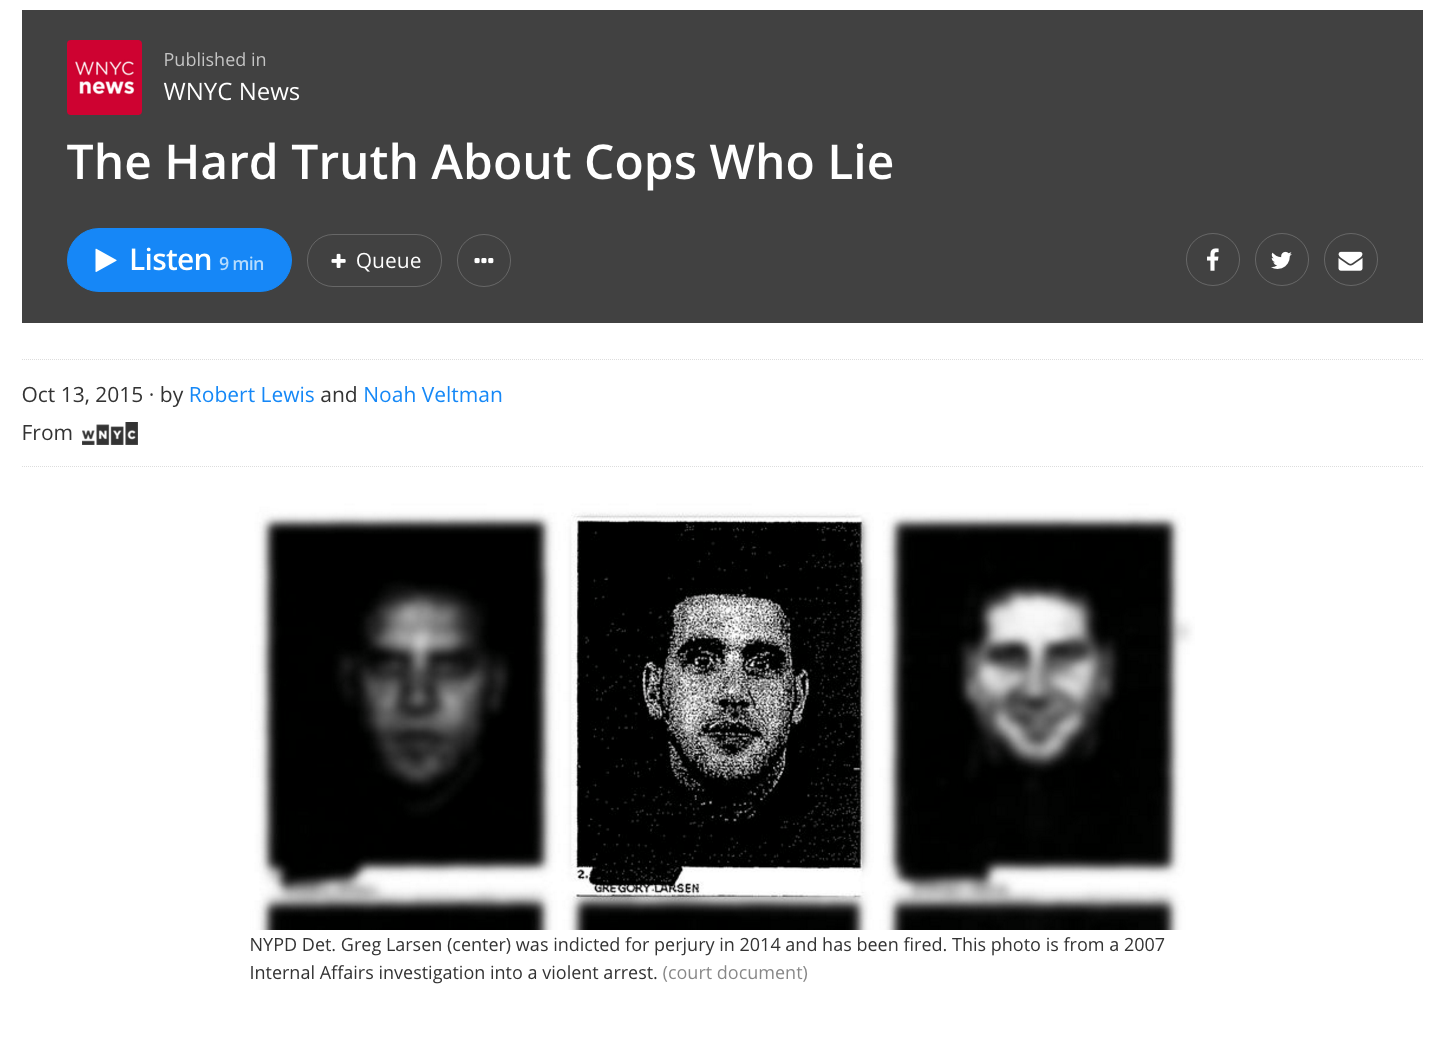 WNYC
news
Published in
WNYC News
The Hard Truth About Cops Who Lie
Listen 9 min
Queue
Oct 13, 2015 · by Robert Lewis and Noah Veltman
From WNYC
2.
GREGORY LARSEN
NYPD Det. Greg Larsen (center) was indicted for perjury in 2014 and has been fired. This photo is from a 2007
Internal Affairs investigation into a violent arrest. (court document)